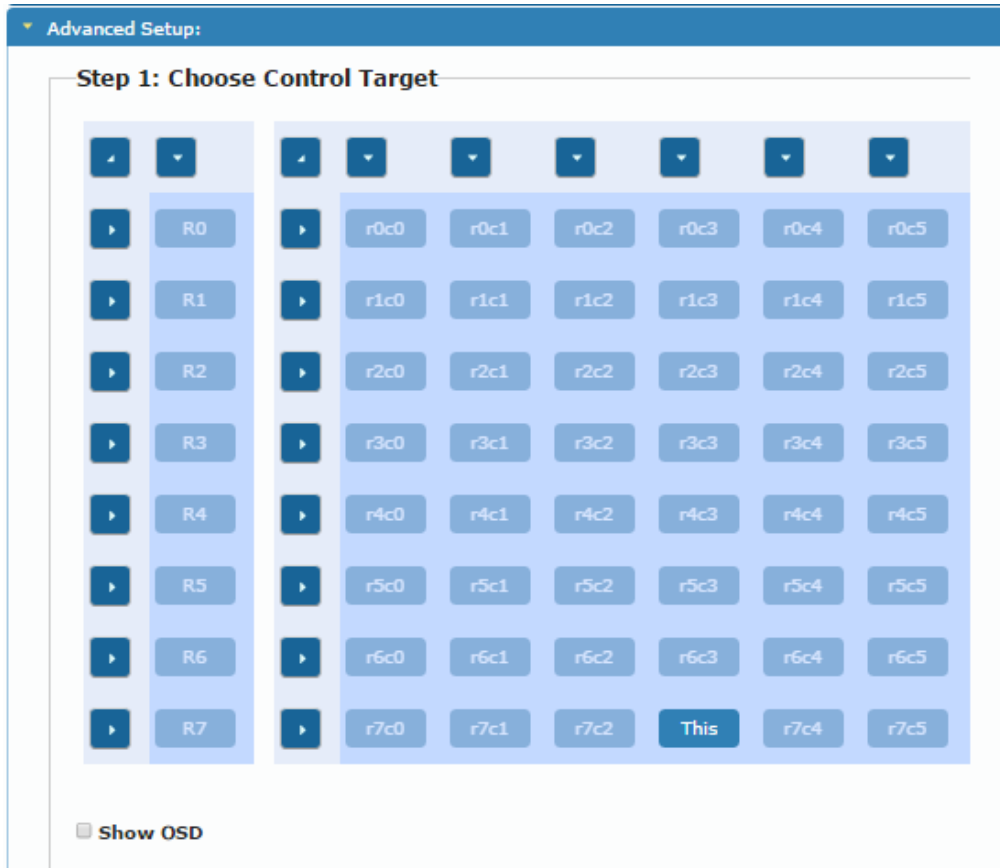 Advanced Setup:
Step 1: Choose Control Target
R0 r0c0 r0c1 r0c2 r0c3 r0c4 r0c5
R1 r1c0 r1c1 r1c2 r1c3 r1c4 r1c5
R2 r2c0 r2c1 r2c2 r2c3 r2c4 r2c5
R3 r3c0 r3c1 r3c2 r3c3 r3c4 r3c5
R4 r4c0 r4c1 r4c2 r4c3 r4c4 r4c5
R5 r5c0 r5c1 r5c2 r5c3 r5c4 r5c5
R6 r6c0 r6c1 r6c2 r6c3 r6c4 r6c5
R7 r7c0 r7c1 r7c2 This r7c4 r7c5
Show OSD